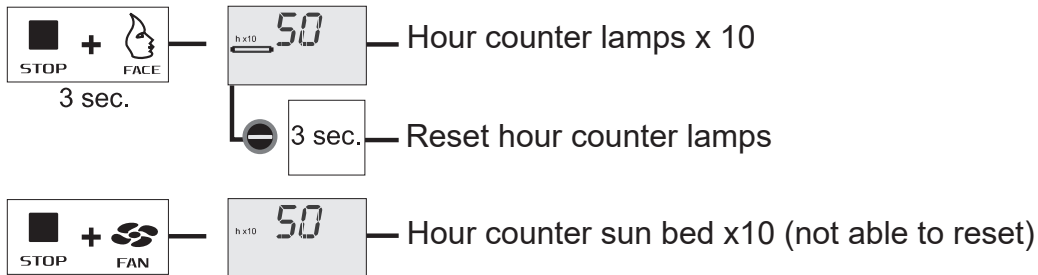 STOP + FACE
3 sec.
h x10 50
Hour counter lamps x 10
3 sec.
Reset hour counter lamps
STOP + FAN
h x10 50
Hour counter sun bed x10 (not able to reset)